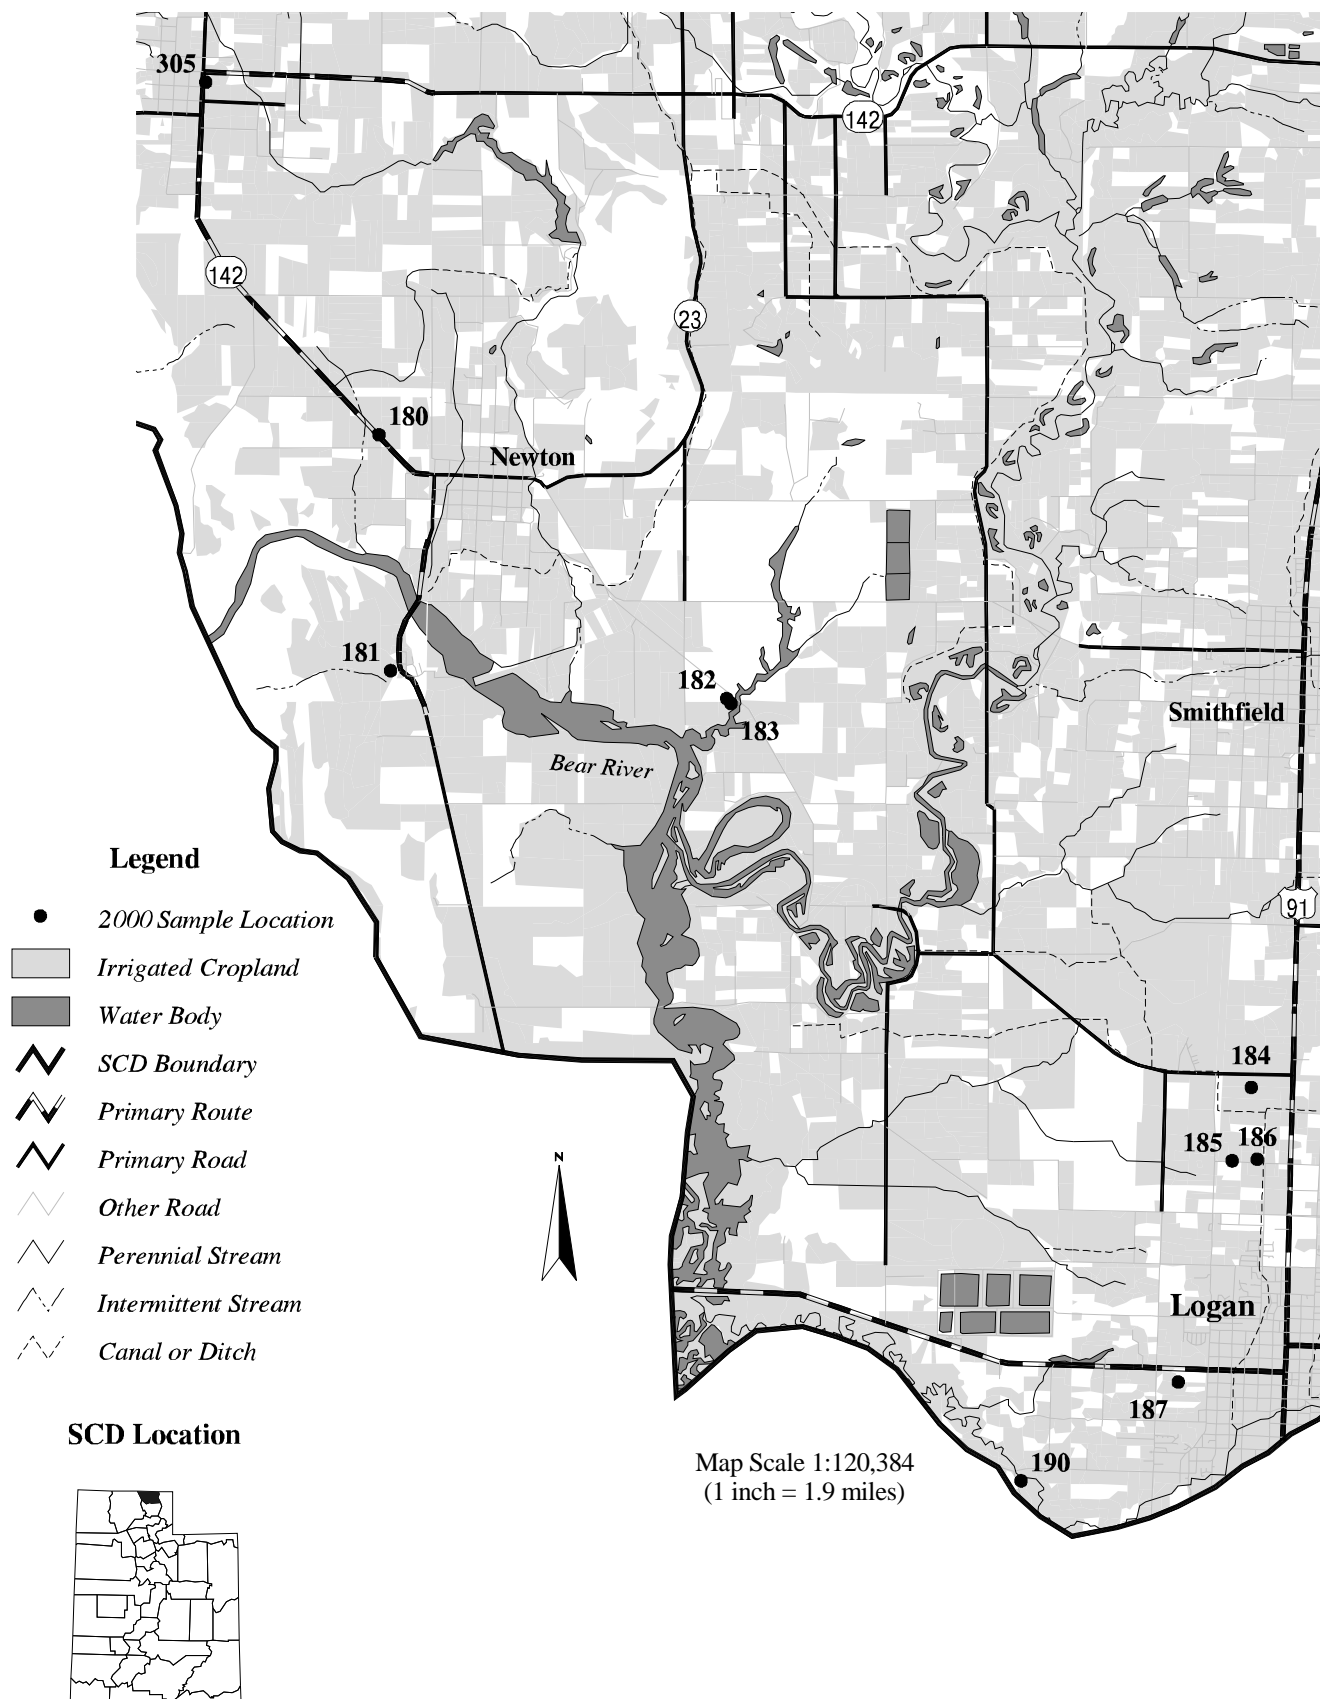 305
142
142
23
180
Newton
181
182
183
Smithfield
Bear River
91
184
185
186
Logan
187
190
Legend
2000 Sample Location
Irrigated Cropland
Water Body
SCD Boundary
Primary Route
Primary Road
Other Road
Perennial Stream
Intermittent Stream
Canal or Ditch
N
SCD Location
Map Scale 1:120,384
(1 inch = 1.9 miles)